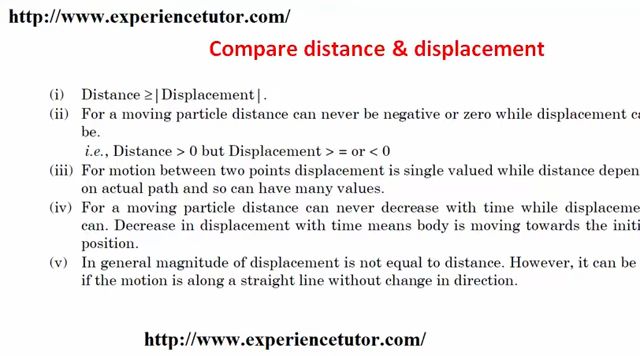 http://www.experiencetutor.com/
Compare distance & displacement
(i) Distance ≥| Displacement| .
(ii) For a moving particle distance can never be negative or zero while displacement
be.
i.e., Distance > 0 but Displacement > = or < 0
(iii) For motion between two points displacement is single valued while distance
on actual path and so can have many values.
(iv) For a moving particle distance can never decrease with time while
can. Decrease in displacement with time means body is moving towards the
position.
(v) In general magnitude of displacement is not equal to distance. However, it can be
if the motion is along a straight line without change in direction.
http://www.experiencetutor.com/